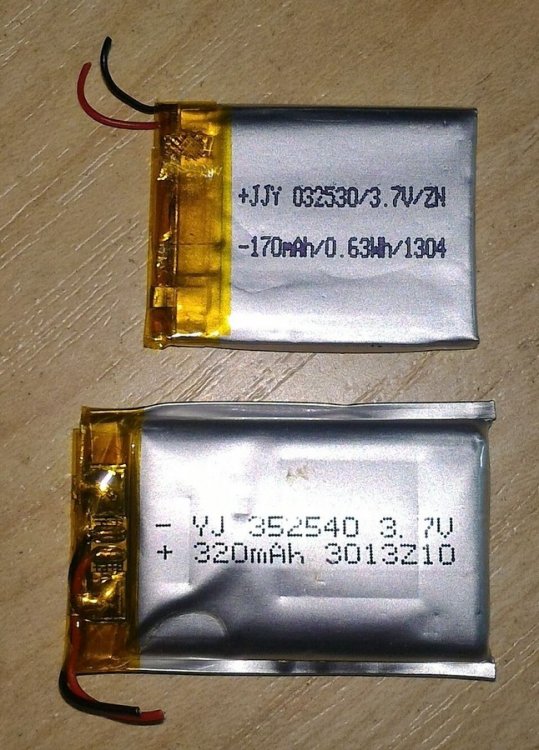 +JJY 032530/3.7V/ZN
-170mAh/0.63Wh/1304
- YJ 352540 3.7V
+ 320mAh 3013Z10